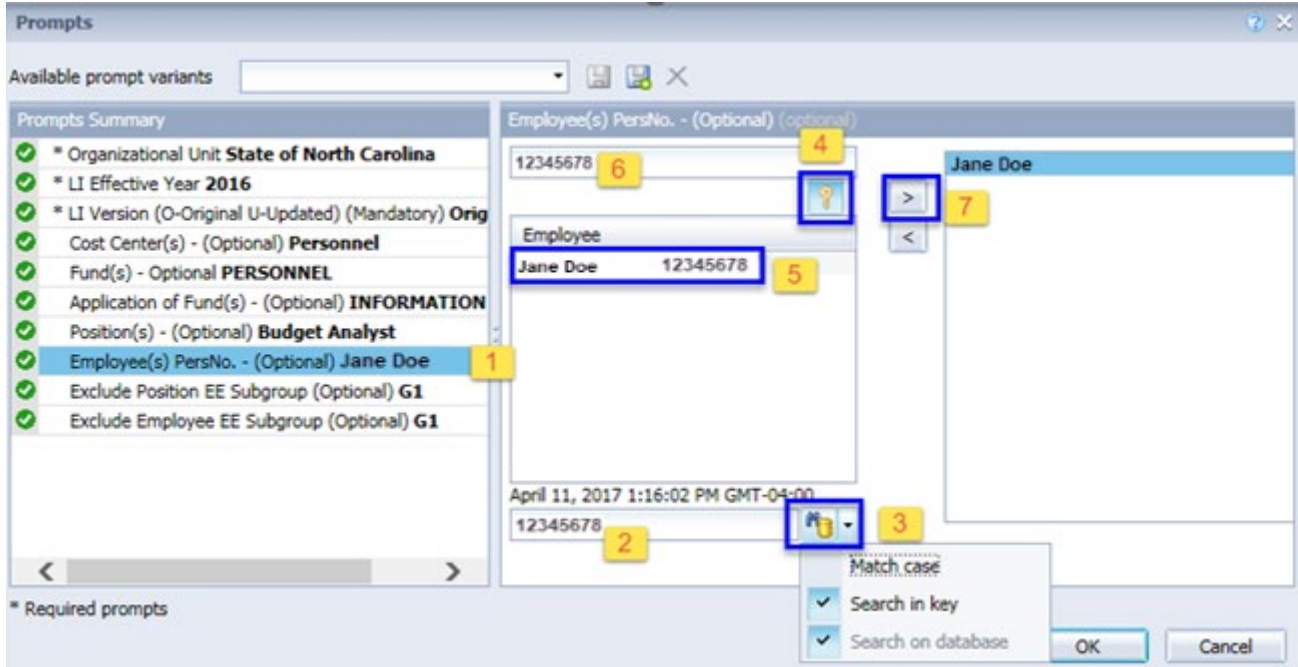 Prompts
Available prompt variants
Prompts Summary
* Organizational Unit State of North Carolina
* LI Effective Year 2016
* LI Version (O-Original U-Updated) (Mandatory) Orig
Cost Center(s) - (Optional) Personnel
Fund(s) - Optional PERSONNEL
Application of Fund(s) - (Optional) INFORMATION
Position(s) - (Optional) Budget Analyst
Employee(s) PersNo. - (Optional) Jane Doe 1
Exclude Position EE Subgroup (Optional) G1
Exclude Employee EE Subgroup (Optional) G1
* Required prompts
Employee(s) PersNo. - (Optional) (optional)
4
12345678 6
> 7
<
Employee
Jane Doe 12345678 5
Jane Doe
April 11, 2017 1:16:02 PM GMT-04:00
12345678 2
3
Match case
Search in key
Search on database
OK Cancel